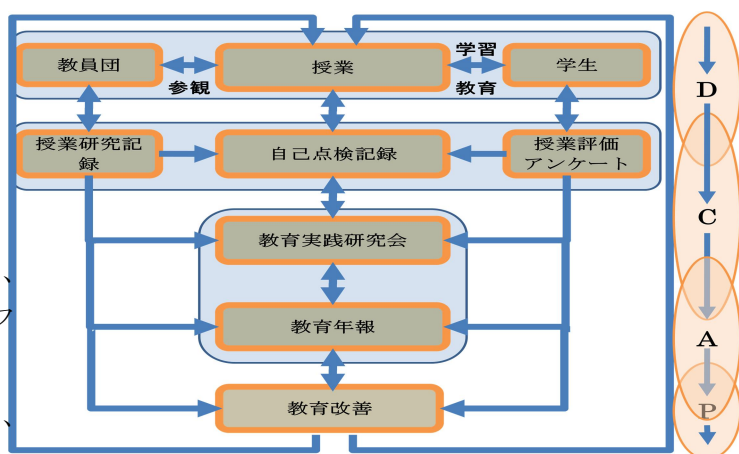 教員団
授業
学生
学習
参観
教育
D
授業研究記
録
自己点検記録
授業評価
アンケート
C
教育実践研究会
、
フ
教育年報
A
教育改善
P
、